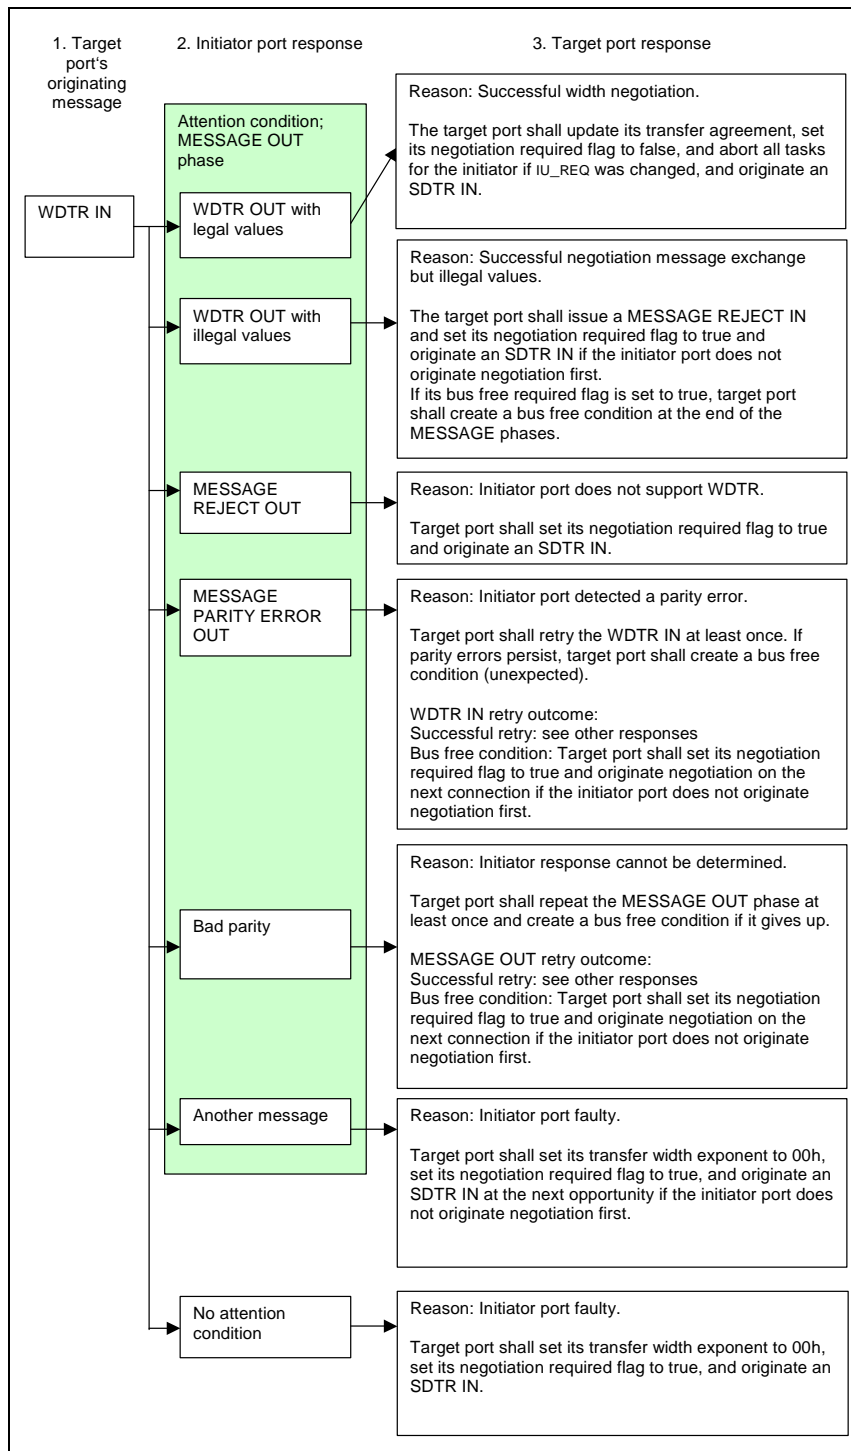 1. Target
port's
originating
message
2. Initiator port response
3. Target port response
WDTR IN
Attention condition;
MESSAGE OUT
phase
WDTR OUT with
legal values
Reason: Successful width negotiation.
The target port shall update its transfer agreement, set
its negotiation required flag to false, and abort all tasks
for the initiator if IU_REQ was changed, and originate an
SDTR IN.
WDTR OUT with
illegal values
Reason: Successful negotiation message exchange
but illegal values.
The target port shall issue a MESSAGE REJECT IN
and set its negotiation required flag to true and
originate an SDTR IN if the initiator port does not
originate negotiation first.
If its bus free required flag is set to true, target port
shall create a bus free condition at the end of the
MESSAGE phases.
MESSAGE
REJECT OUT
Reason: Initiator port does not support WDTR.
Target port shall set its negotiation required flag to true
and originate an SDTR IN.
MESSAGE
PARITY ERROR
OUT
Reason: Initiator port detected a parity error.
Target port shall retry the WDTR IN at least once. If
parity errors persist, target port shall create a bus free
condition (unexpected).
WDTR IN retry outcome:
Successful retry: see other responses
Bus free condition: Target port shall set its negotiation
required flag to true and originate negotiation on the
next connection if the initiator port does not originate
negotiation first.
Bad parity
Reason: Initiator response cannot be determined.
Target port shall repeat the MESSAGE OUT phase at
least once and create a bus free condition if it gives up.
MESSAGE OUT retry outcome:
Successful retry: see other responses
Bus free condition: Target port shall set its negotiation
required flag to true and originate negotiation on the
next connection if the initiator port does not originate
negotiation first.
Another message
Reason: Initiator port faulty.
Target port shall set its transfer width exponent to 00h,
set its negotiation required flag to true, and originate an
SDTR IN at the next opportunity if the initiator port does
not originate negotiation first.
No attention
condition
Reason: Initiator port faulty.
Target port shall set its transfer width exponent to 00h,
set its negotiation required flag to true, and originate an
SDTR IN.